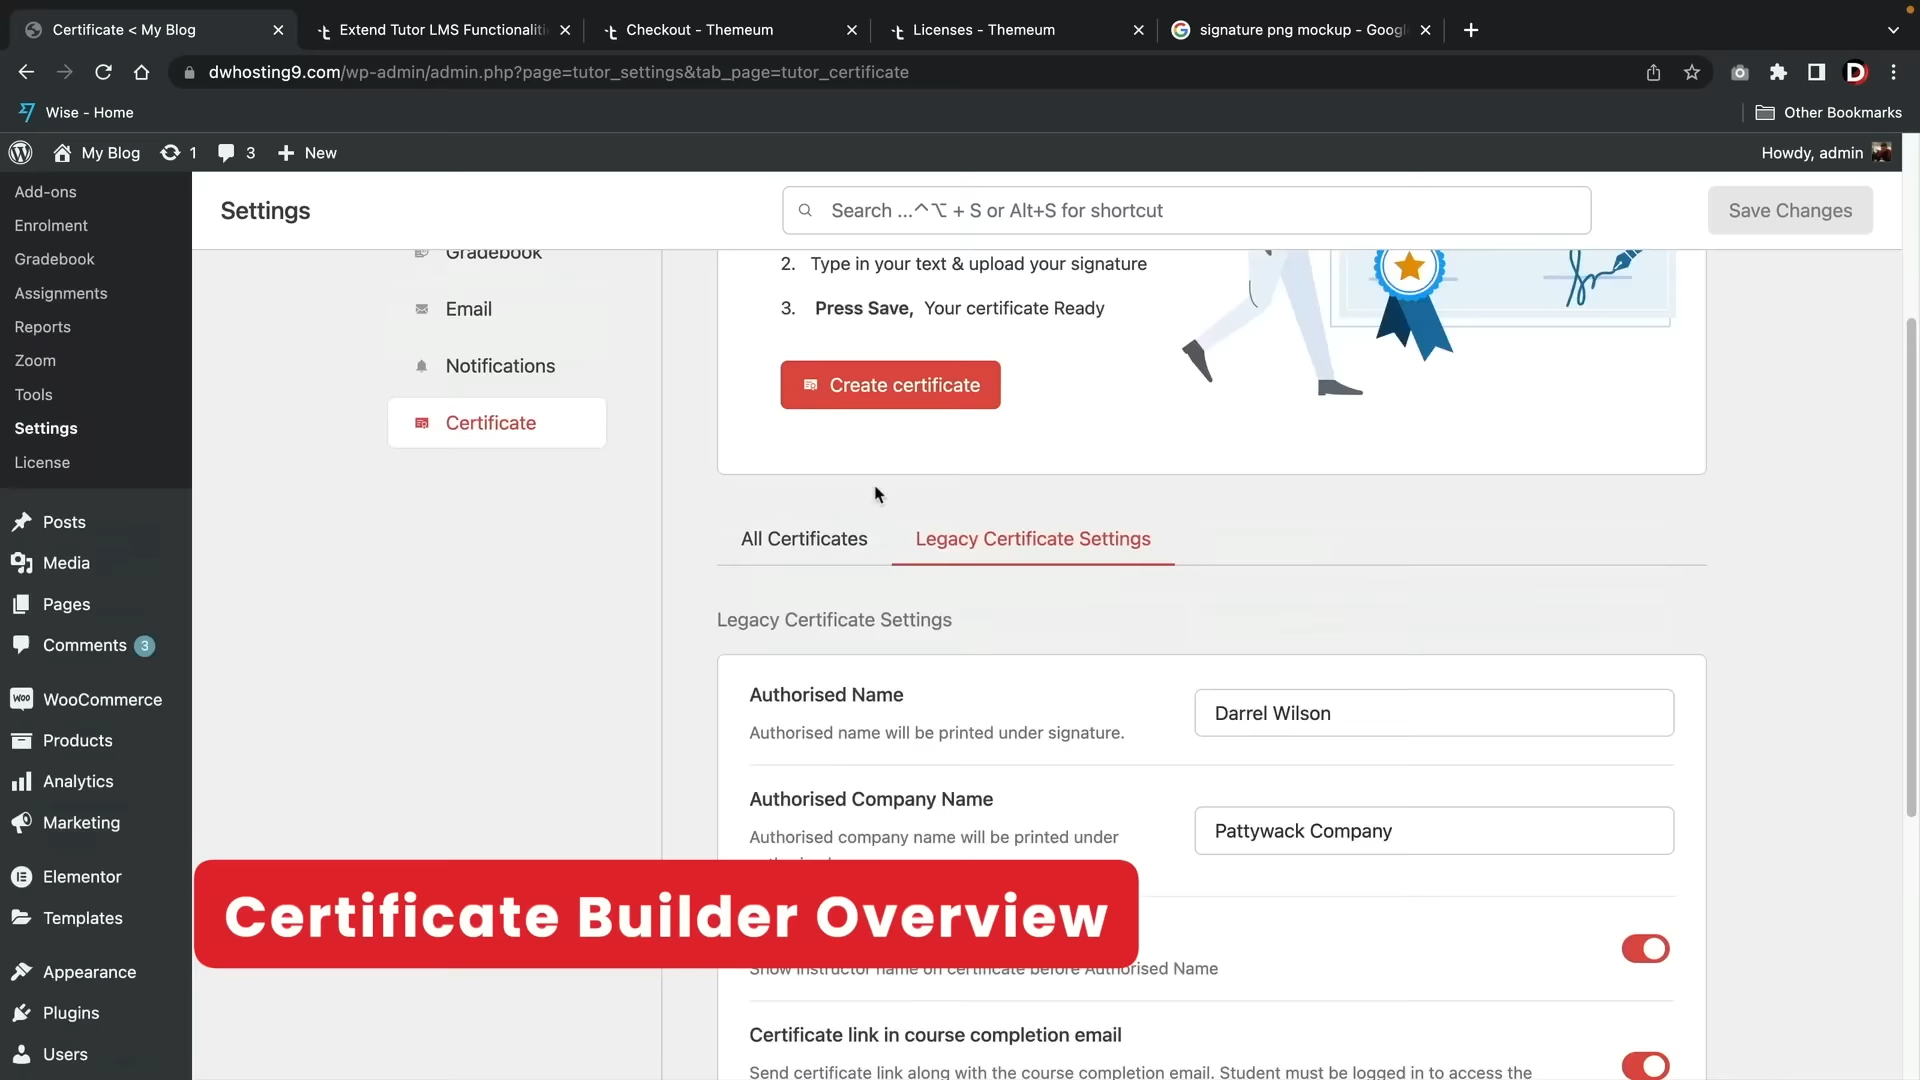 Certificate < My Blog
Extend Tutor LMS Functionaliti
Checkout - Themeum
Licenses - Themeum
signature png mockup - Googl
dwhosting9.com/wp-admin/admin.php?page=tutor_settings&tab_page=tutor_certificate
Wise - Home
Other Bookmarks
My Blog
1
3
New
Howdy, admin
Add-ons
Enrolment
Gradebook
Assignments
Reports
Zoom
Tools
Settings
License
Posts
Media
Pages
Comments 3
WooCommerce
Products
Analytics
Marketing
Elementor
Templates
Appearance
Plugins
Users
Settings
Search ...^⌥ + S or Alt+S for shortcut
Save Changes
Gradebook
Email
Notifications
Certificate
2. Type in your text & upload your signature
3. Press Save, Your certificate Ready
Create certificate
All Certificates
Legacy Certificate Settings
Legacy Certificate Settings
Authorised Name
Authorised name will be printed under signature.
Darrel Wilson
Authorised Company Name
Authorised company name will be printed under
Pattywack Company
Certificate Builder Overview
Show instructor name on certificate before Authorised Name
Certificate link in course completion email
Send certificate link along with the course completion email. Student must be logged in to access the